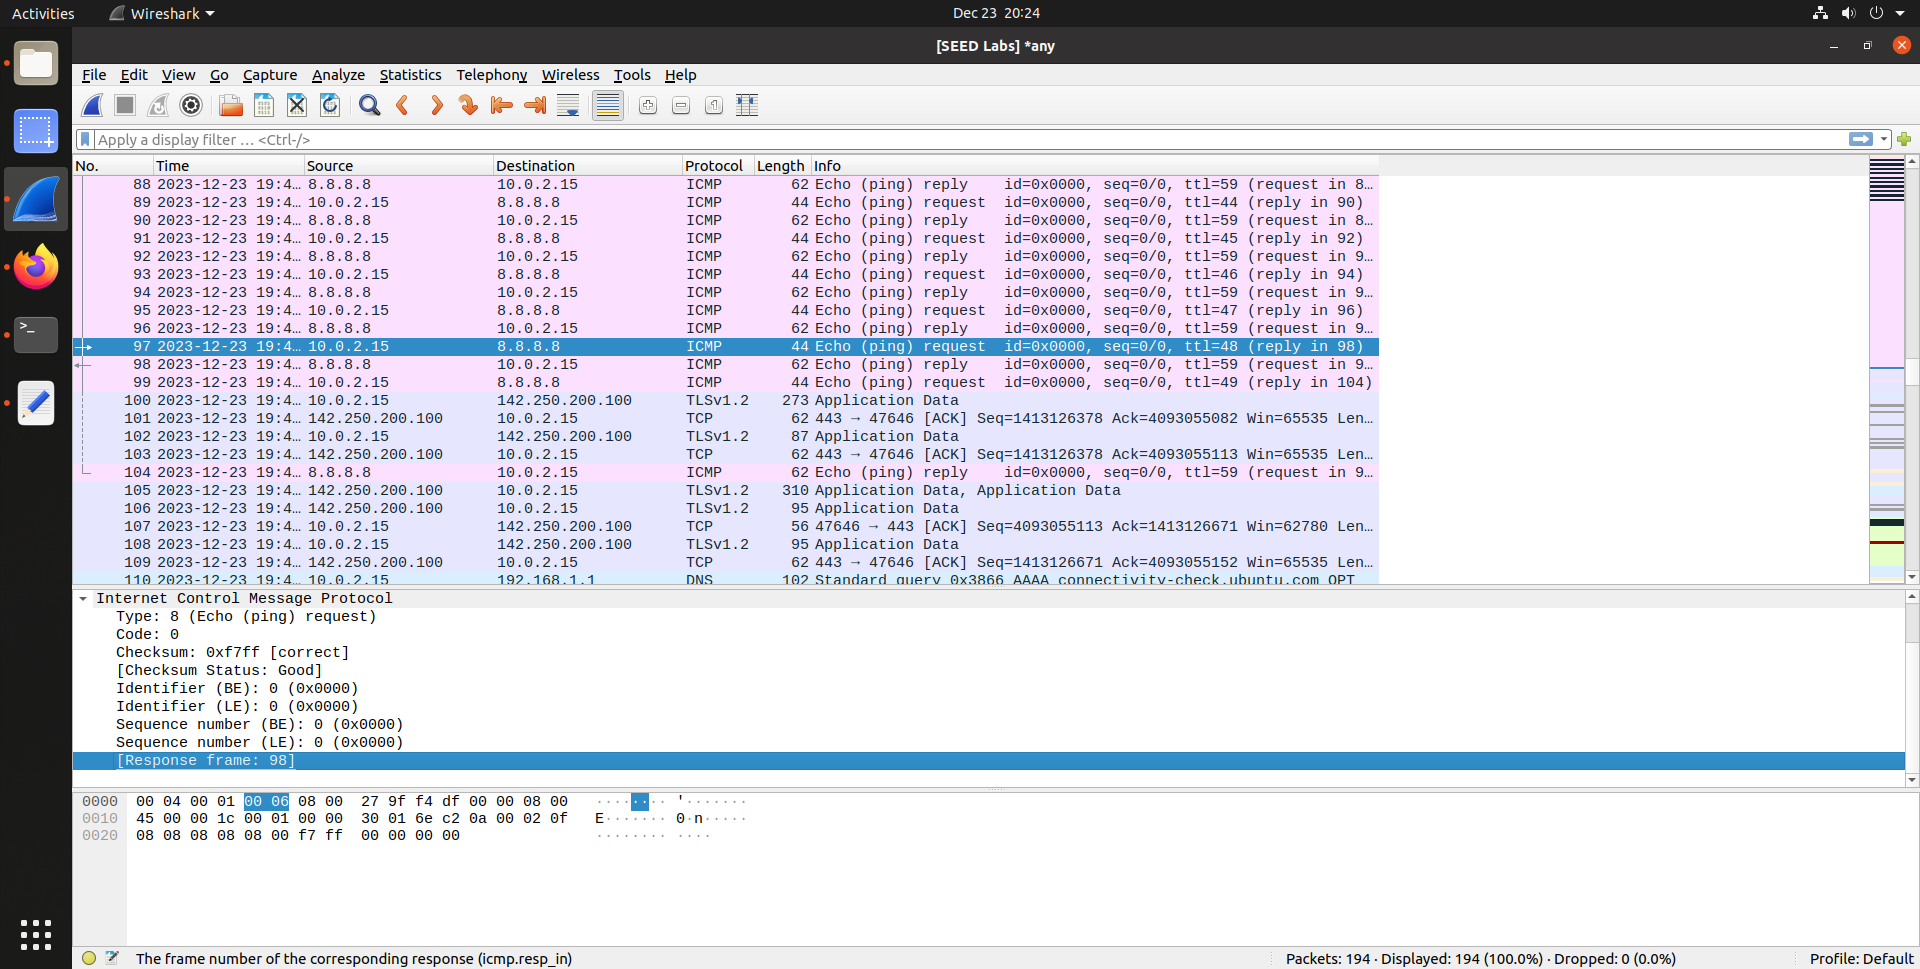 Activities Wireshark Dec 23 20:24
[SEED Labs] *any
File Edit View Go Capture Analyze Statistics Telephony Wireless Tools Help
Apply a display filter … <Ctrl-/>
No. Time Source Destination Protocol Length Info
88 2023-12-23 19:4… 8.8.8.8 10.0.2.15 ICMP 62 Echo (ping) reply id=0x0000, seq=0/0, ttl=59 (request in 8…
89 2023-12-23 19:4… 10.0.2.15 8.8.8.8 ICMP 44 Echo (ping) request id=0x0000, seq=0/0, ttl=44 (reply in 90)
90 2023-12-23 19:4… 8.8.8.8 10.0.2.15 ICMP 62 Echo (ping) reply id=0x0000, seq=0/0, ttl=59 (request in 8…
91 2023-12-23 19:4… 10.0.2.15 8.8.8.8 ICMP 44 Echo (ping) request id=0x0000, seq=0/0, ttl=45 (reply in 92)
92 2023-12-23 19:4… 8.8.8.8 10.0.2.15 ICMP 62 Echo (ping) reply id=0x0000, seq=0/0, ttl=59 (request in 9…
93 2023-12-23 19:4… 10.0.2.15 8.8.8.8 ICMP 44 Echo (ping) request id=0x0000, seq=0/0, ttl=46 (reply in 94)
94 2023-12-23 19:4… 8.8.8.8 10.0.2.15 ICMP 62 Echo (ping) reply id=0x0000, seq=0/0, ttl=59 (request in 9…
95 2023-12-23 19:4… 10.0.2.15 8.8.8.8 ICMP 44 Echo (ping) request id=0x0000, seq=0/0, ttl=47 (reply in 96)
96 2023-12-23 19:4… 8.8.8.8 10.0.2.15 ICMP 62 Echo (ping) reply id=0x0000, seq=0/0, ttl=59 (request in 9…
97 2023-12-23 19:4… 10.0.2.15 8.8.8.8 ICMP 44 Echo (ping) request id=0x0000, seq=0/0, ttl=48 (reply in 98)
98 2023-12-23 19:4… 8.8.8.8 10.0.2.15 ICMP 62 Echo (ping) reply id=0x0000, seq=0/0, ttl=59 (request in 9…
99 2023-12-23 19:4… 10.0.2.15 8.8.8.8 ICMP 44 Echo (ping) request id=0x0000, seq=0/0, ttl=49 (reply in 104)
100 2023-12-23 19:4… 10.0.2.15 142.250.200.100 TLSv1.2 273 Application Data
101 2023-12-23 19:4… 142.250.200.100 10.0.2.15 TCP 62 443 → 47646 [ACK] Seq=1413126378 Ack=4093055082 Win=65535 Len…
102 2023-12-23 19:4… 10.0.2.15 142.250.200.100 TLSv1.2 87 Application Data
103 2023-12-23 19:4… 142.250.200.100 10.0.2.15 TCP 62 443 → 47646 [ACK] Seq=1413126378 Ack=4093055113 Win=65535 Len…
104 2023-12-23 19:4… 8.8.8.8 10.0.2.15 ICMP 62 Echo (ping) reply id=0x0000, seq=0/0, ttl=59 (request in 9…
105 2023-12-23 19:4… 142.250.200.100 10.0.2.15 TLSv1.2 310 Application Data, Application Data
106 2023-12-23 19:4… 142.250.200.100 10.0.2.15 TLSv1.2 95 Application Data
107 2023-12-23 19:4… 10.0.2.15 142.250.200.100 TCP 56 47646 → 443 [ACK] Seq=4093055113 Ack=1413126671 Win=62780 Len…
108 2023-12-23 19:4… 10.0.2.15 142.250.200.100 TLSv1.2 95 Application Data
109 2023-12-23 19:4… 142.250.200.100 10.0.2.15 TCP 62 443 → 47646 [ACK] Seq=1413126671 Ack=4093055152 Win=65535 Len…
110 2023-12-23 19:4… 10.0.2.15 192.168.1.1 DNS 102 Standard query 0x3866 AAAA connectivity-check.ubuntu.com OPT
Internet Control Message Protocol
Type: 8 (Echo (ping) request)
Code: 0
Checksum: 0xf7ff [correct]
[Checksum Status: Good]
Identifier (BE): 0 (0x0000)
Identifier (LE): 0 (0x0000)
Sequence number (BE): 0 (0x0000)
Sequence number (LE): 0 (0x0000)
[Response frame: 98]
0000 00 04 00 01 00 06 08 00 27 9f f4 df 00 00 08 00 ········ '·······
0010 45 00 00 1c 00 01 00 00 30 01 6e c2 0a 00 02 0f E······· 0·n·····
0020 08 08 08 08 08 00 f7 ff 00 00 00 00 ········ ····
The frame number of the corresponding response (icmp.resp_in) Packets: 194 · Displayed: 194 (100.0%) · Dropped: 0 (0.0%) Profile: Default